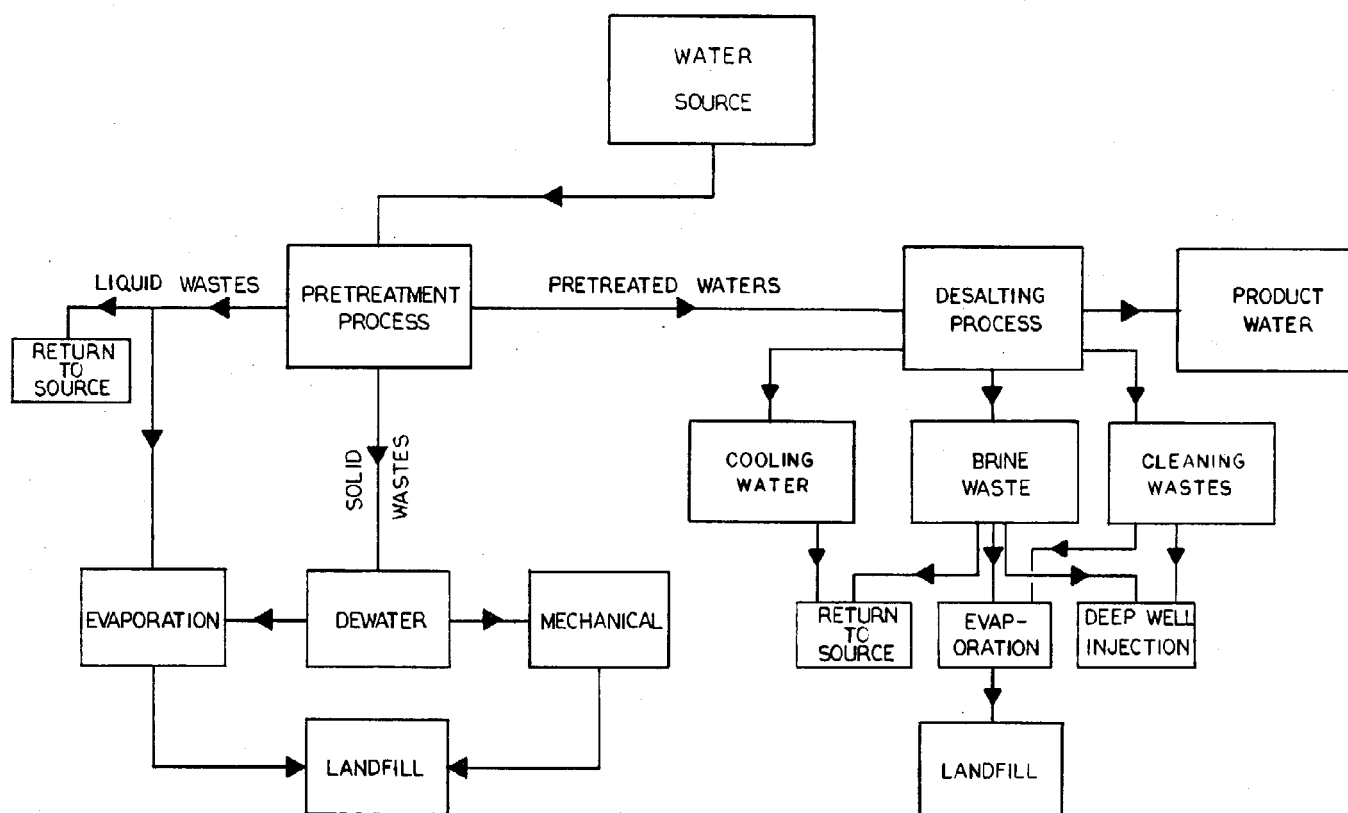 WATER
SOURCE
LIQUID WASTES
PRETREATMENT
PROCESS
PRETREATED WATERS
DESALTING
PROCESS
PRODUCT
WATER
RETURN
TO
SOURCE
SOLID
WASTES
COOLING
WATER
BRINE
WASTE
CLEANING
WASTES
EVAPORATION
DEWATER
MECHANICAL
RETURN
TO
SOURCE
EVAP-
ORATION
DEEP WELL
INJECTION
LANDFILL
LANDFILL